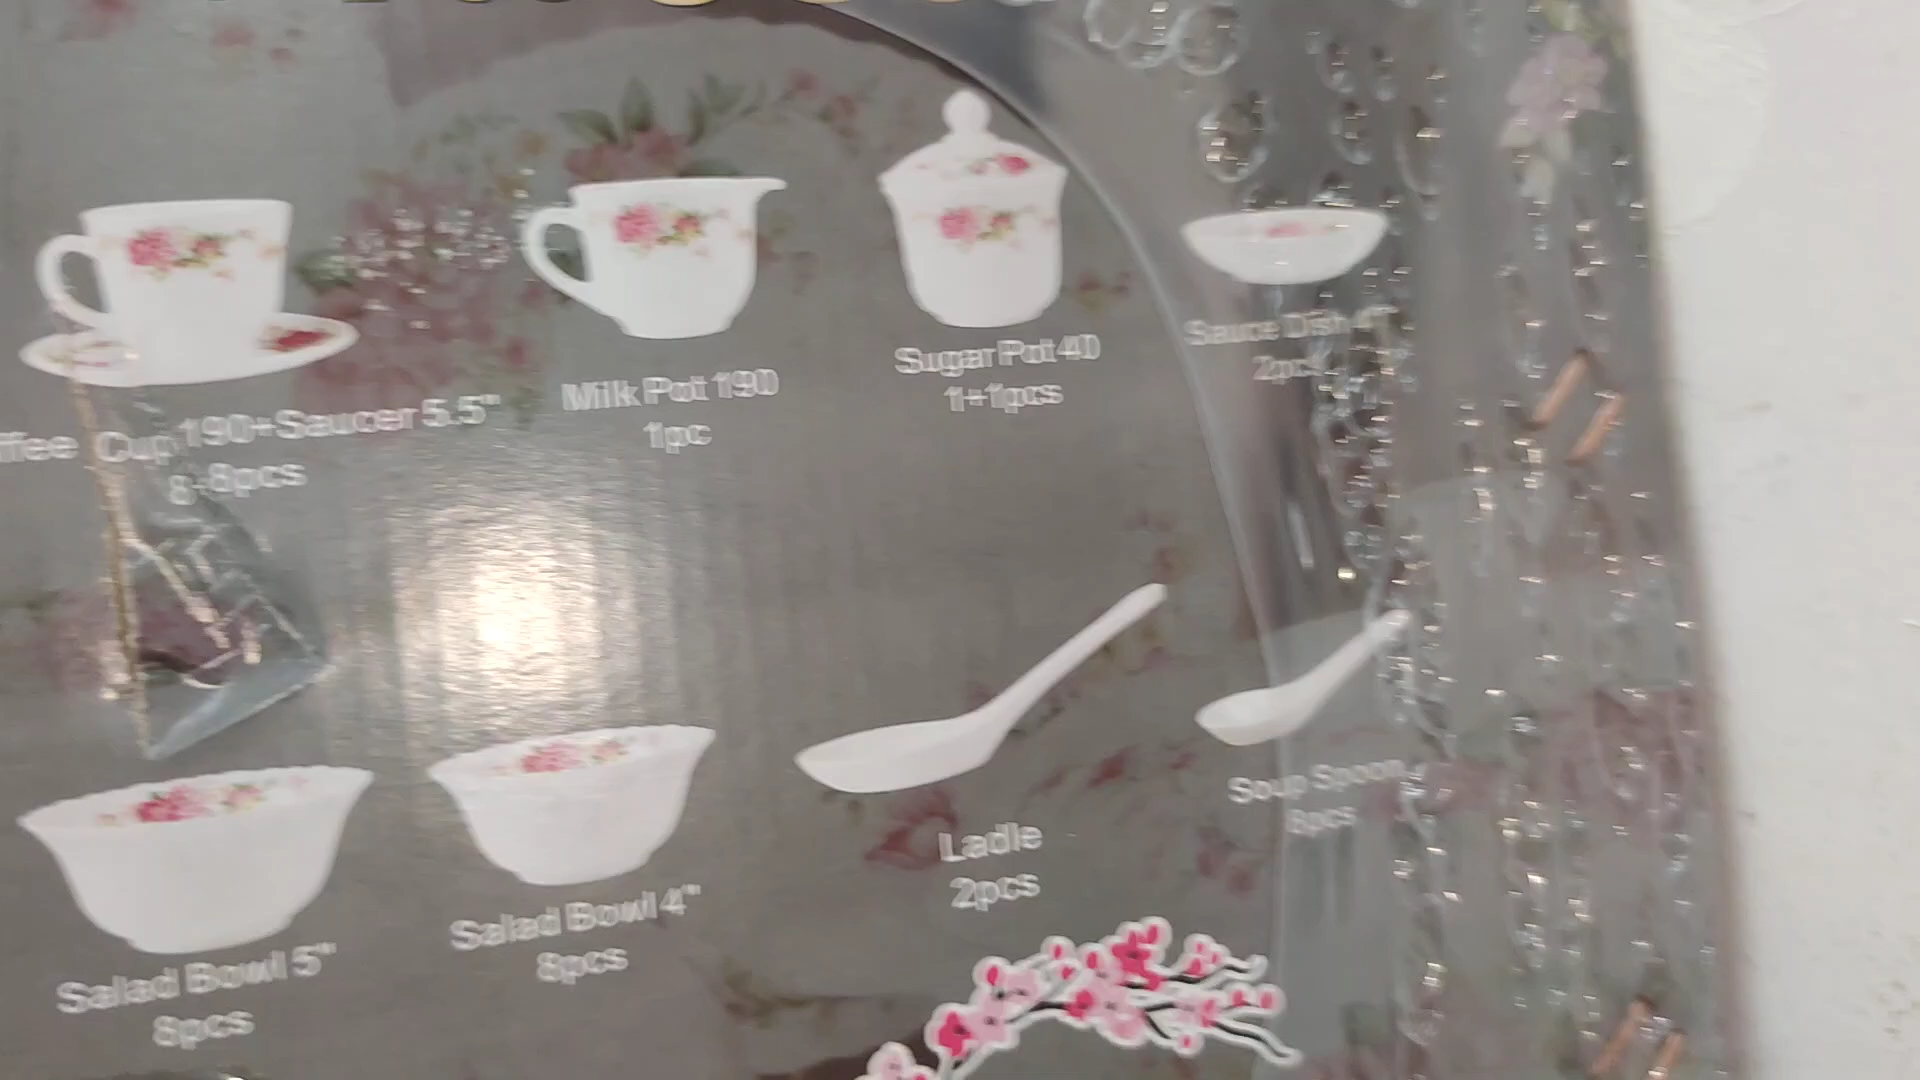 Cup 190+Saucer 5.5"
8+8pcs
Milk Pot 190
1pc
Sugar Pot 40
1+1pcs
Sauce Dish 4"
2pcs
Salad Bowl 5"
8pcs
Salad Bowl 4"
8pcs
Ladle
2pcs
Soup Spoon
8pcs